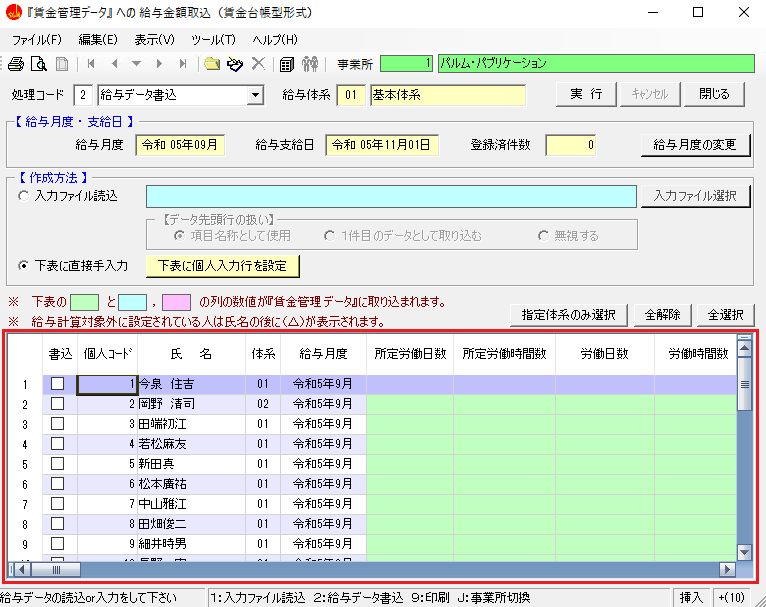 『賃金管理データ』への 給与金額取込 （賃金台帳型形式）
ファイル(F) 編集(E) 表示(V) ツール(T) ヘルプ(H)
事業所 1 パルム・パブリケーション
処理コード 2 給与データ書込 給与体系 01 基本体系 実 行 キャンセル 閉じる
【 給与月度・支給日 】
給与月度 令和 05年09月 給与支給日 令和 05年11月01日 登録済件数 0 給与月度の変更
【 作成方法 】
入力ファイル読込 入力ファイル選択
【データ先頭行の扱い】
項目名称として使用 1件目のデータとして取り込む 無視する
下表に直接手入力 下表に個人入力行を設定
※ 下表の と , の列の数値が『賃金管理データ』に取り込まれます。
※ 給与計算対象外に設定されている人は氏名の後に(△)が表示されます。
指定体系のみ選択 全解除 全選択
書込 個人コード 氏 名 体系 給与月度 所定労働日数 所定労働時間数 労働日数 労働時間数
1 1 今泉 住吉 01 令和5年9月
2 2 岡野 清司 02 令和5年9月
3 3 田端初江 01 令和5年9月
4 4 若松麻友 01 令和5年9月
5 5 新田真 01 令和5年9月
6 6 松本廣祐 01 令和5年9月
7 7 中山雅江 01 令和5年9月
8 8 田畑俊二 01 令和5年9月
9 9 細井時男 01 令和5年9月
給与データの読込or入力をして下さい 1:入力ファイル読込 2:給与データ書込 9:印刷 J:事業所切換 挿入 +(10)